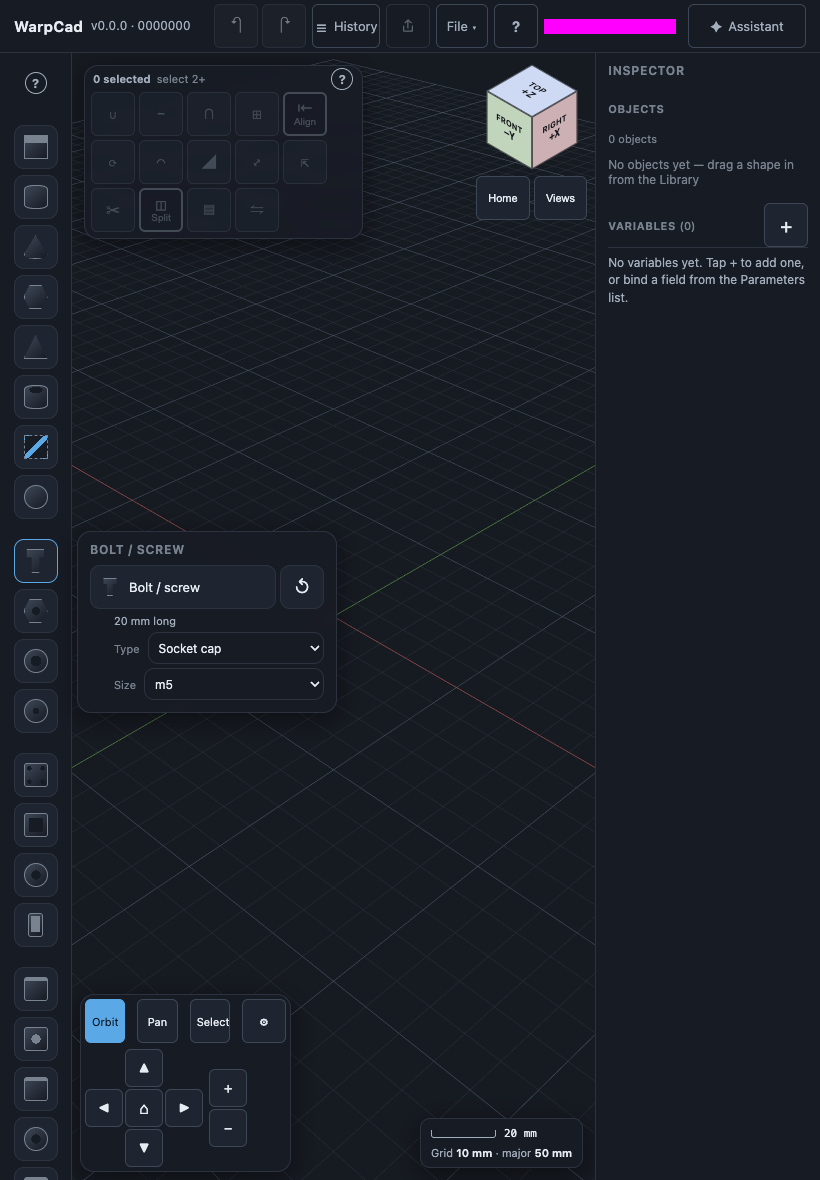 WarpCad v0.0.0 · 0000000
History
File
?
Assistant
?
0 selected select 2+
?
Align
Split
TOP
+Z
FRONT
−Y
RIGHT
+X
Home
Views
INSPECTOR
OBJECTS
0 objects
No objects yet — drag a shape in
from the Library
VARIABLES (0)
+
No variables yet. Tap + to add one,
or bind a field from the Parameters
list.
BOLT / SCREW
Bolt / screw
20 mm long
Type Socket cap
Size m5
Orbit
Pan
Select
+
−
20 mm
Grid 10 mm · major 50 mm